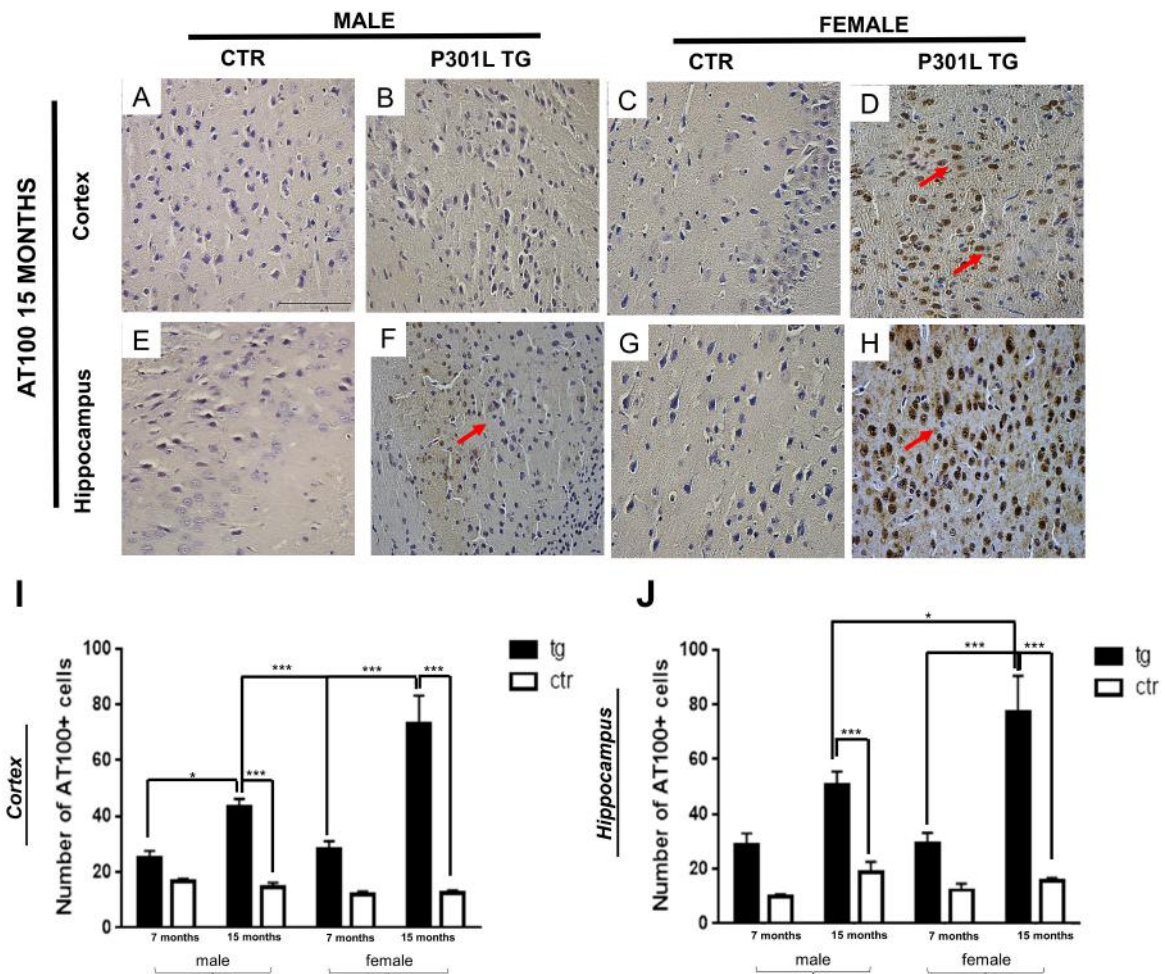 MALE
FEMALE
CTR
P301L TG
CTR
P301L TG
AT100 15 MONTHS
Cortex
Hippocampus
A
B
C
D
E
F
G
H
I
J
Cortex
Number of AT100+ cells
100
80
60
40
20
0
*
***
***
***
***
tg
ctr
7 months
15 months
7 months
15 months
male
female
Hippocampus
Number of AT100+ cells
100
80
60
40
20
0
*
***
***
***
tg
ctr
7 months
15 months
7 months
15 months
male
female